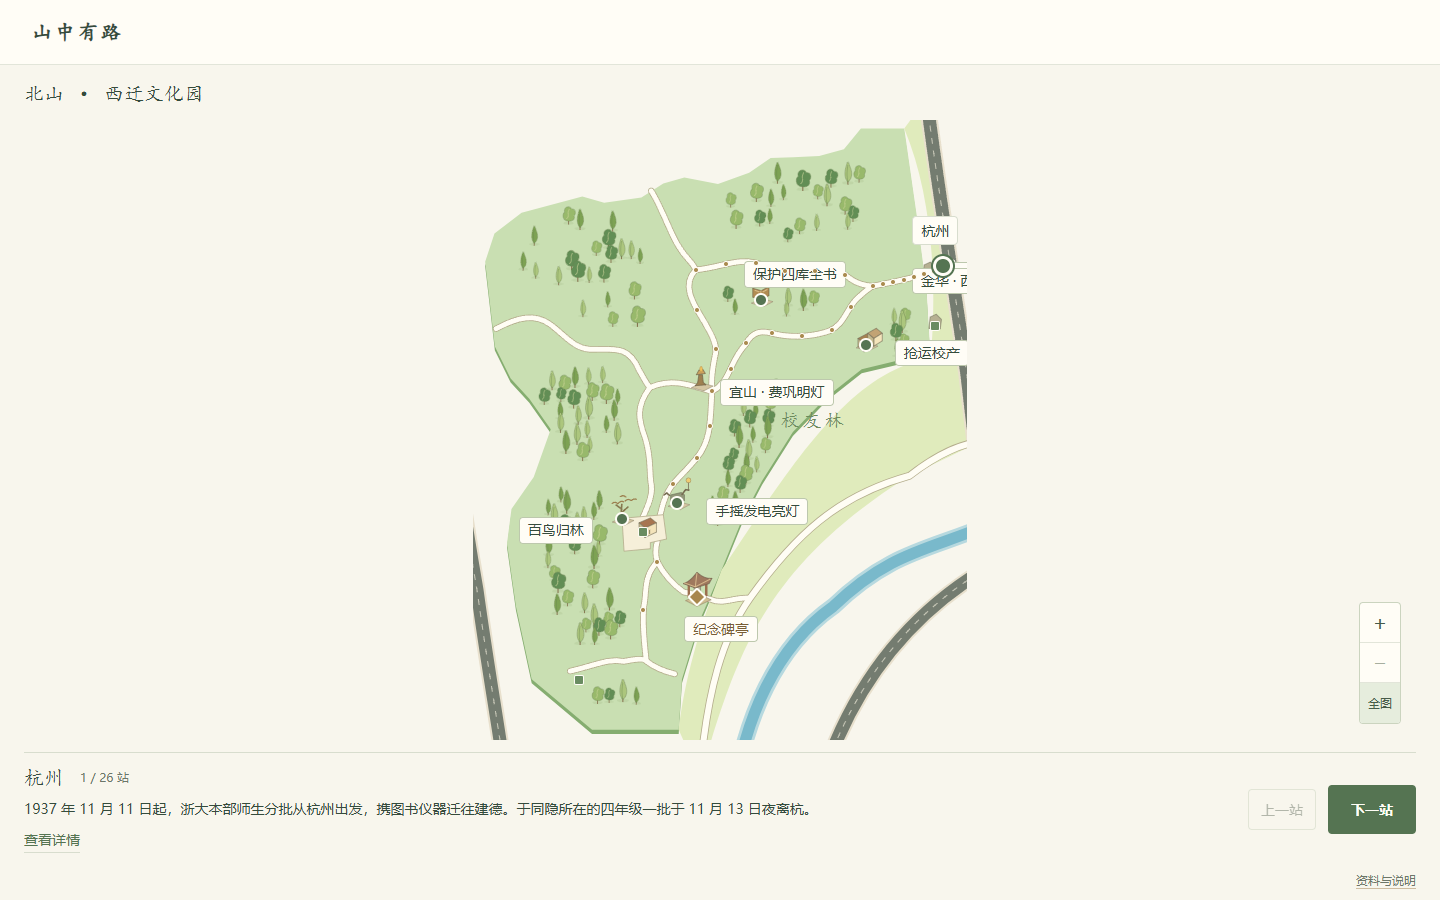 山中有路
北山 • 西迁文化园
杭州
保护四库全书
金华 · 西
抢运校产
宜山 · 费巩明灯
校友林
手摇发电亮灯
百鸟归林
纪念碑亭
+
−
全图
杭州 1 / 26 站
1937 年 11 月 11 日起，浙大本部师生分批从杭州出发，携图书仪器迁往建德。于同隐所在的四年级一批于 11 月 13 日夜离杭。
上一站
下一站
查看详情
资料与说明